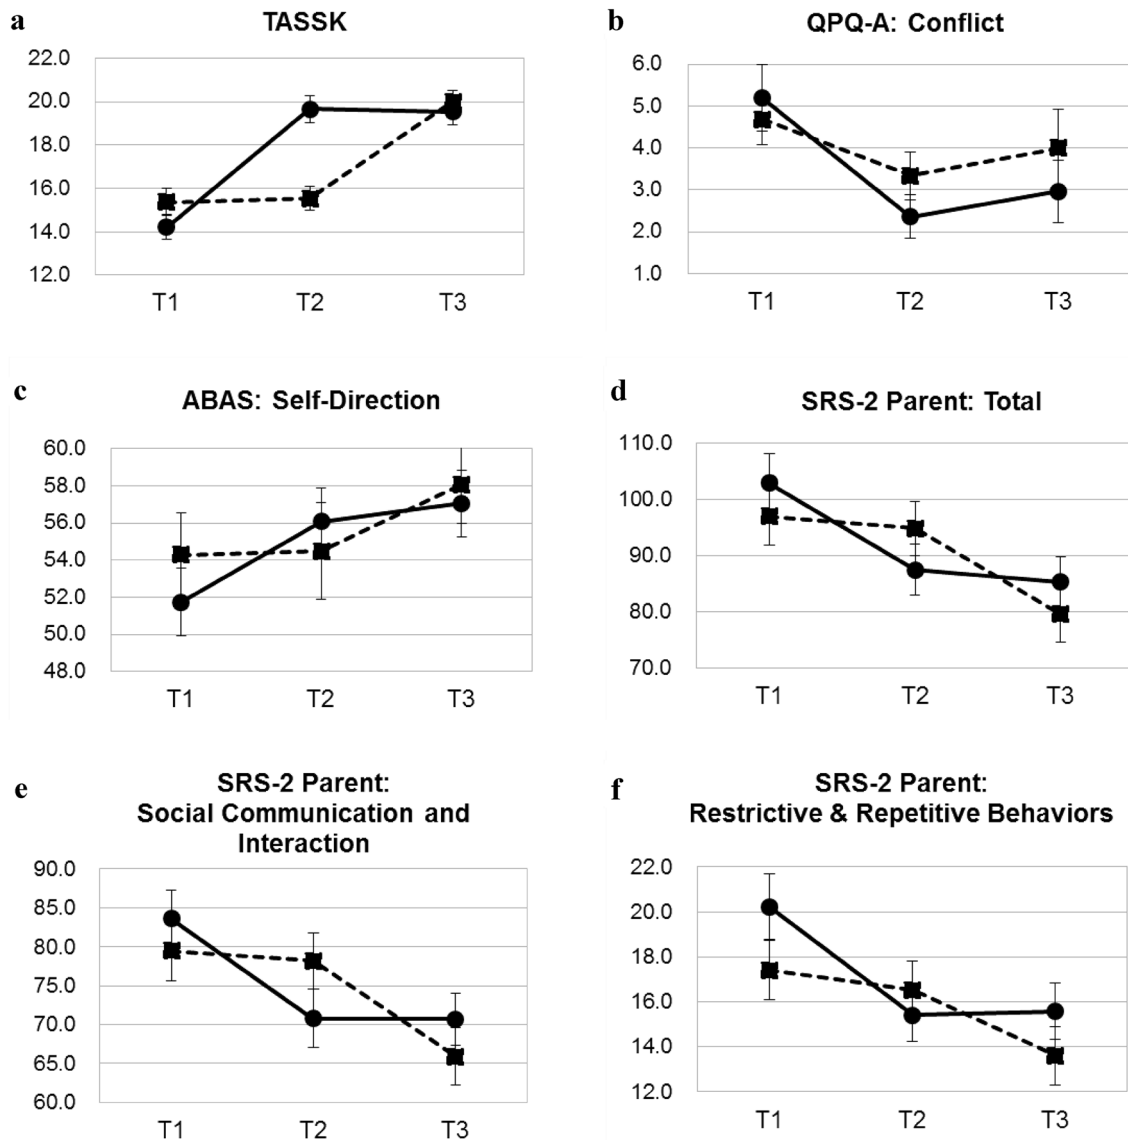 a
TASSK
22.0
20.0
18.0
16.0
14.0
12.0
T1 T2 T3
b
QPQ-A: Conflict
6.0
5.0
4.0
3.0
2.0
1.0
T1 T2 T3
c
ABAS: Self-Direction
60.0
58.0
56.0
54.0
52.0
50.0
48.0
T1 T2 T3
d
SRS-2 Parent: Total
110.0
100.0
90.0
80.0
70.0
T1 T2 T3
e
SRS-2 Parent:
Social Communication and
Interaction
90.0
85.0
80.0
75.0
70.0
65.0
60.0
T1 T2 T3
f
SRS-2 Parent:
Restrictive & Repetitive Behaviors
22.0
20.0
18.0
16.0
14.0
12.0
T1 T2 T3